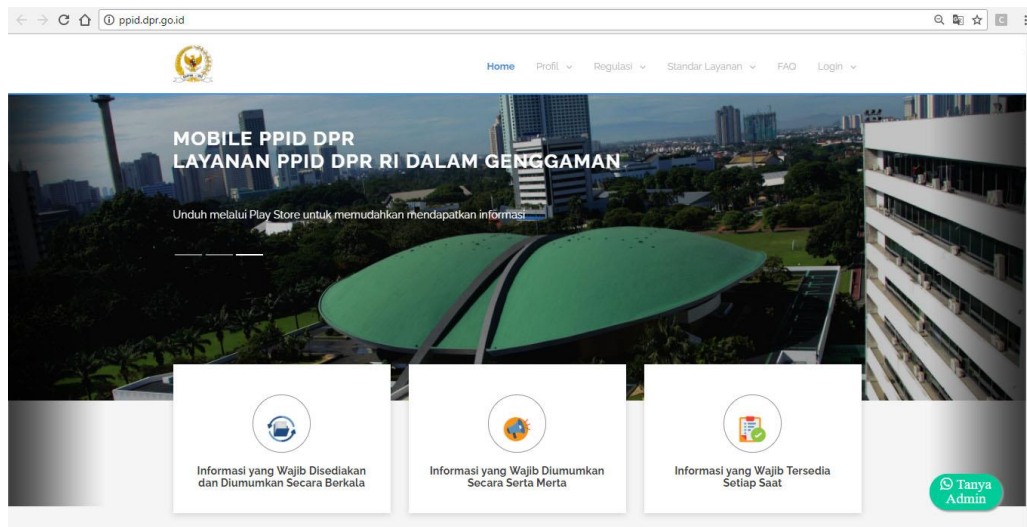 ppid.dpr.go.id
Home Profil Regulasi Standar Layanan FAQ Login
MOBILE PPID DPR
LAYANAN PPID DPR RI DALAM GENGGAMAN
Unduh melalui Play Store untuk memudahkan mendapatkan informasi
Informasi yang Wajib Disediakan
dan Diumumkan Secara Berkala
Informasi yang Wajib Diumumkan
Secara Serta Merta
Informasi yang Wajib Tersedia
Setiap Saat
Tanya
Admin